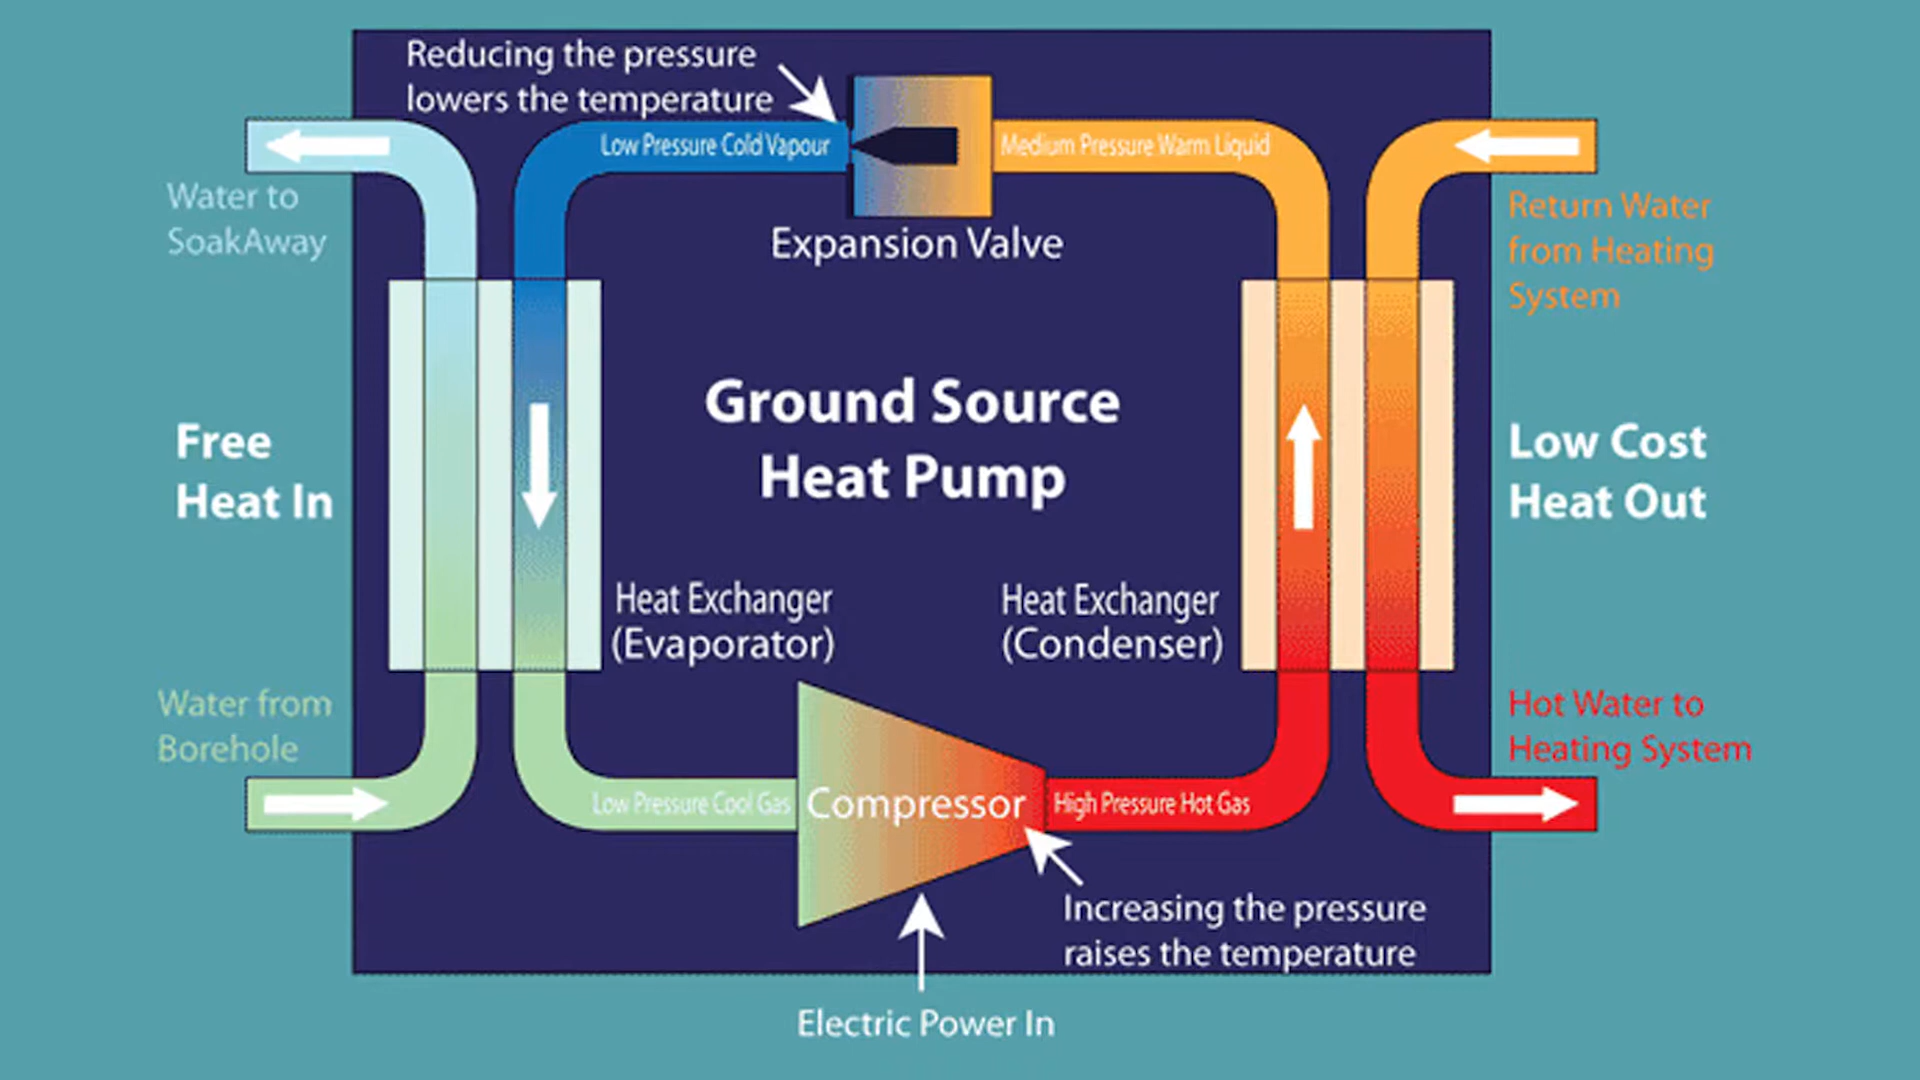 Reducing the pressure
lowers the temperature
Low Pressure Cold Vapour
Medium Pressure Warm Liquid
Water to
SoakAway
Expansion Valve
Return Water
from Heating
System
Free
Heat In
Ground Source
Heat Pump
Low Cost
Heat Out
Heat Exchanger
(Evaporator)
Heat Exchanger
(Condenser)
Water from
Borehole
Hot Water to
Heating System
Low Pressure Cool Gas
Compressor
High Pressure Hot Gas
Increasing the pressure
raises the temperature
Electric Power In